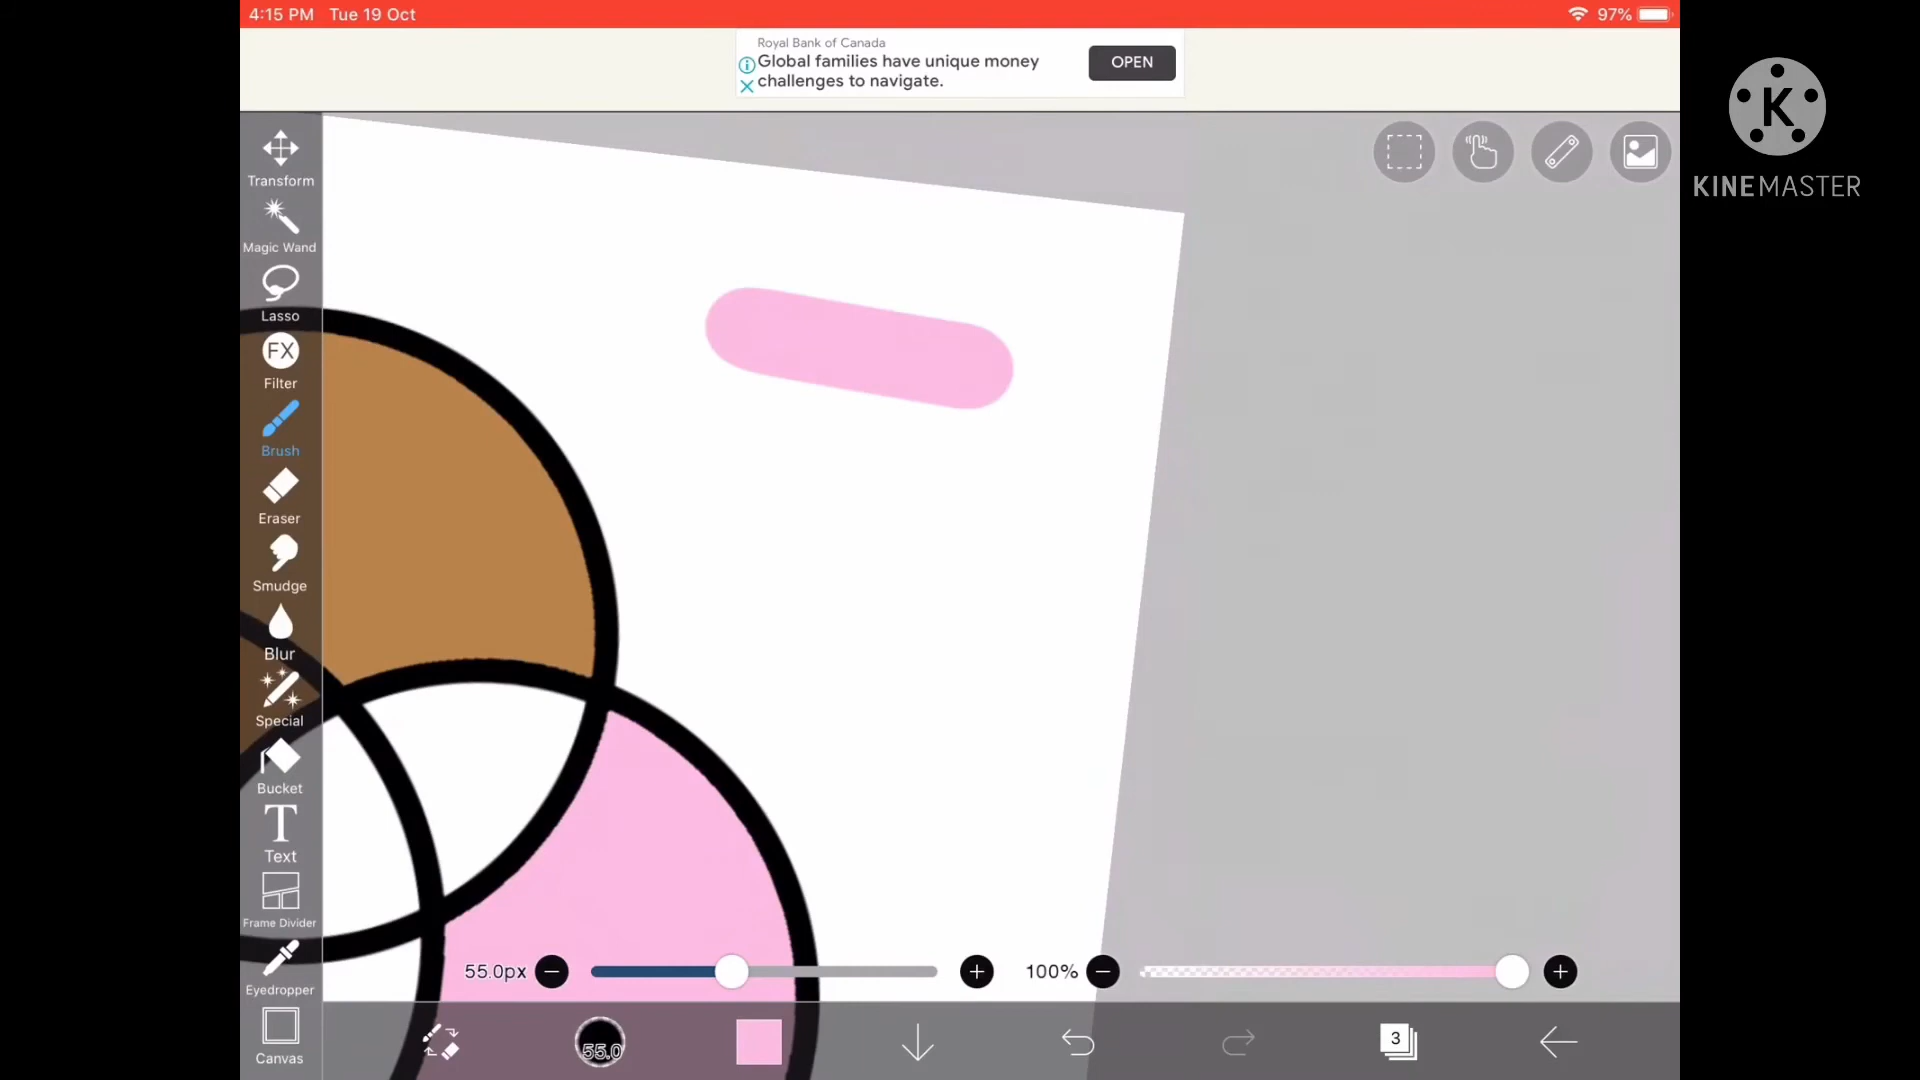 4:15 PM Tue 19 Oct
97%
Royal Bank of Canada
Global families have unique money
challenges to navigate.
OPEN
K
KINEMASTER
Transform
Magic Wand
Lasso
FX
Filter
Brush
Eraser
Smudge
Blur
Special
Bucket
T
Text
Frame Divider
Eyedropper
Canvas
55.0px
100%
55.0
3